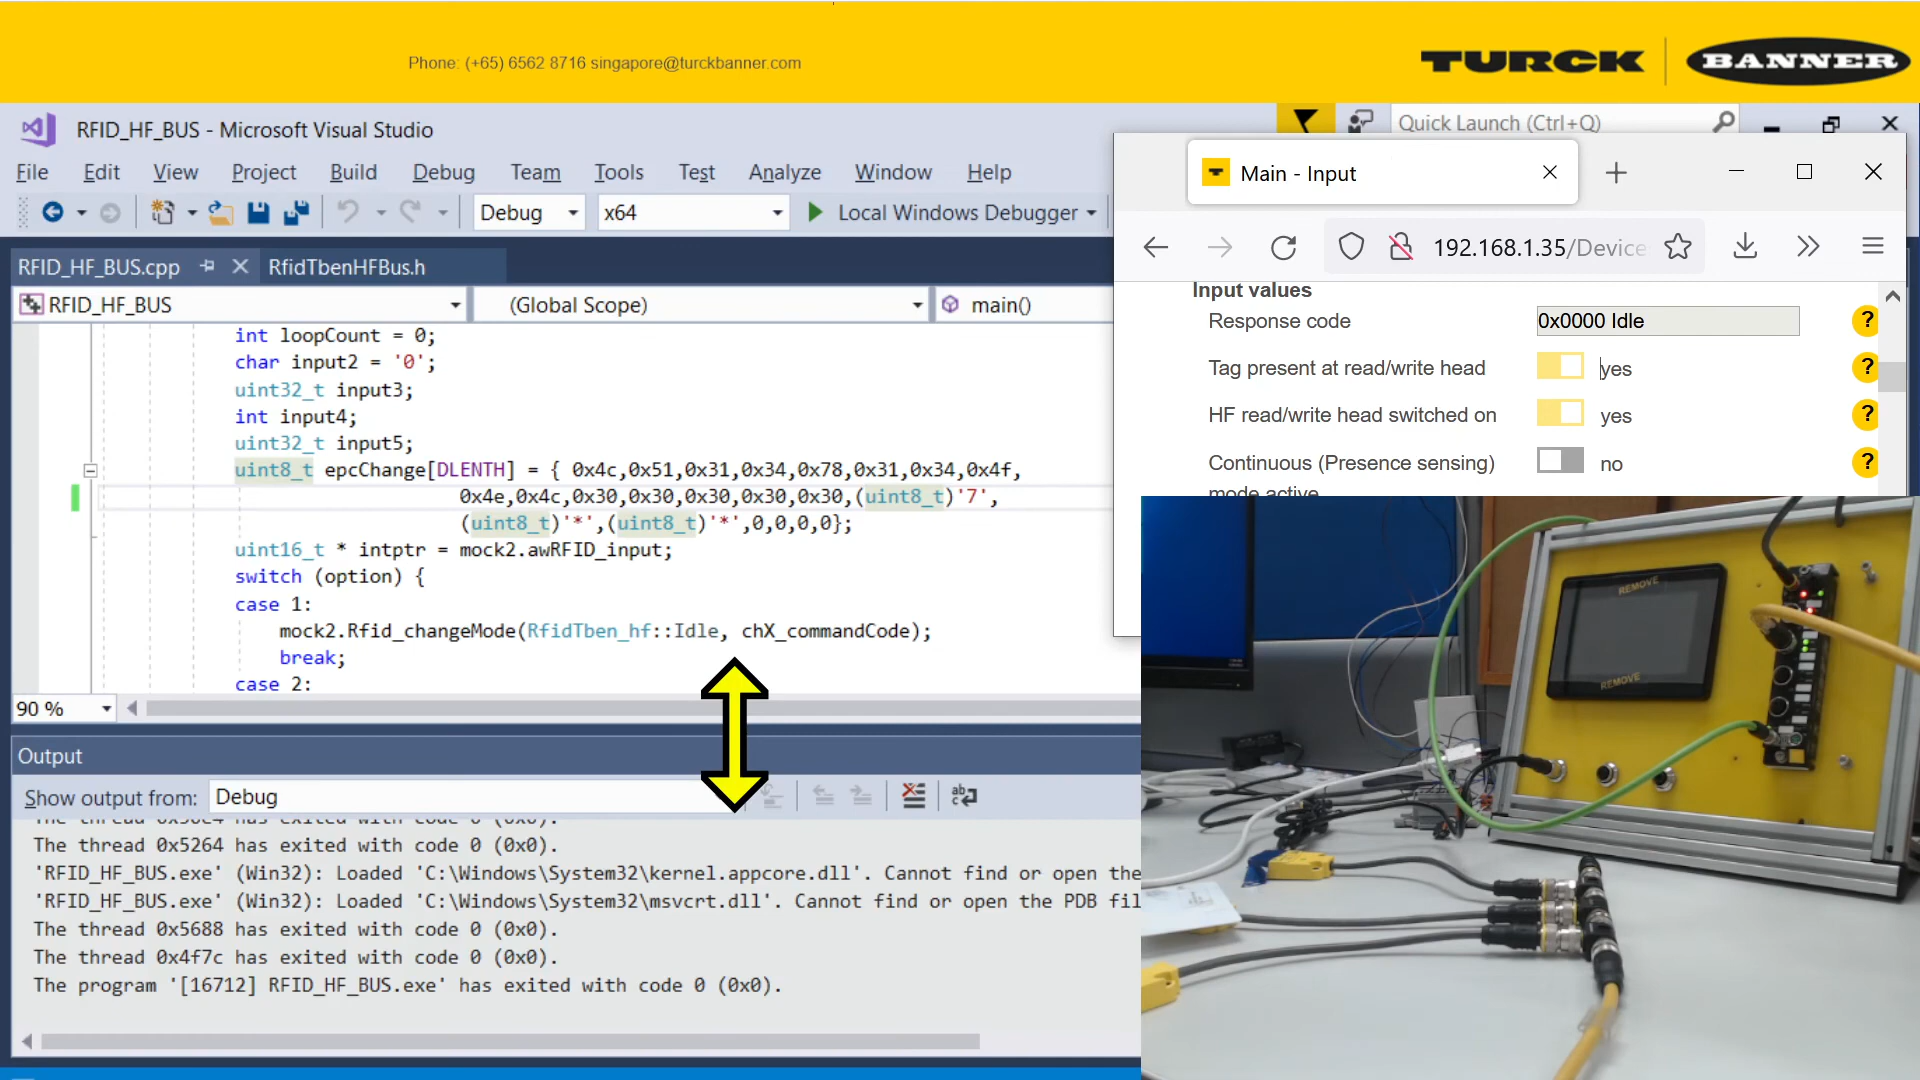 Phone: (+65) 6562 8716 singapore@turckbanner.com
TURCK
BANNER
RFID_HF_BUS - Microsoft Visual Studio
Quick Launch (Ctrl+Q)
File Edit View Project Build Debug Team Tools Test Analyze Window Help
Debug x64 Local Windows Debugger
RFID_HF_BUS.cpp RfidTbenHFBus.h
RFID_HF_BUS (Global Scope) main()
int loopCount = 0;
char input2 = '0';
uint32_t input3;
int input4;
uint32_t input5;
uint8_t epcChange[DLENTH] = { 0x4c,0x51,0x31,0x34,0x78,0x31,0x34,0x4f,
0x4e,0x4c,0x30,0x30,0x30,0x30,0x30,(uint8_t)'7',
(uint8_t)'*',(uint8_t)'*',0,0,0,0};
uint16_t * intptr = mock2.awRFID_input;
switch (option) {
case 1:
mock2.Rfid_changeMode(RfidTben_hf::Idle, chX_commandCode);
break;
case 2:
90 %
Output
Show output from: Debug
The thread 0x5264 has exited with code 0 (0x0).
'RFID_HF_BUS.exe' (Win32): Loaded 'C:\Windows\System32\kernel.appcore.dll'. Cannot find or open the
'RFID_HF_BUS.exe' (Win32): Loaded 'C:\Windows\System32\msvcrt.dll'. Cannot find or open the PDB fil
The thread 0x5688 has exited with code 0 (0x0).
The thread 0x4f7c has exited with code 0 (0x0).
The program '[16712] RFID_HF_BUS.exe' has exited with code 0 (0x0).
Main - Input
192.168.1.35/Device
Input values
Response code 0x0000 Idle ?
Tag present at read/write head yes ?
HF read/write head switched on yes ?
Continuous (Presence sensing) no ?
mode active
REMOVE
REMOVE